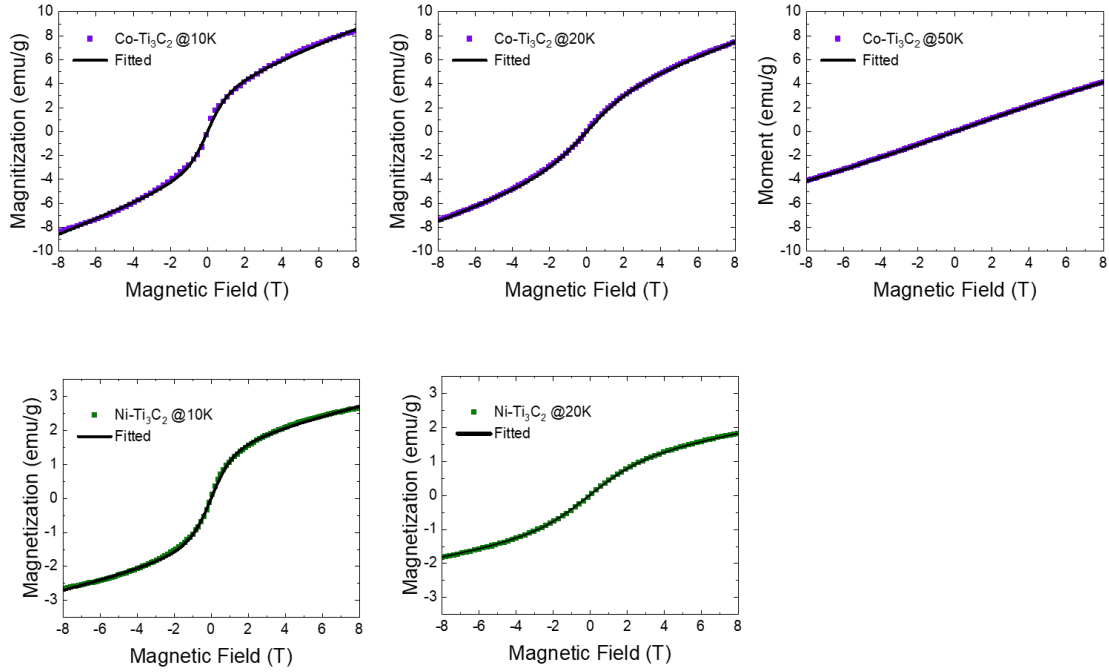 Co-Ti₃C₂ @10K
Fitted
Magnitization (emu/g)
10
8
6
4
2
0
-2
-4
-6
-8
-10
-8 -6 -4 -2 0 2 4 6 8
Magnetic Field (T)
Co-Ti₃C₂ @20K
Fitted
Magnitization (emu/g)
10
8
6
4
2
0
-2
-4
-6
-8
-10
-8 -6 -4 -2 0 2 4 6 8
Magnetic Field (T)
Co-Ti₃C₂ @50K
Fitted
Moment (emu/g)
10
8
6
4
2
0
-2
-4
-6
-8
-10
-8 -6 -4 -2 0 2 4 6 8
Magnetic Field (T)
Ni-Ti₃C₂ @10K
Fitted
Magnetization (emu/g)
3
2
1
0
-1
-2
-3
-8 -6 -4 -2 0 2 4 6 8
Magnetic Field (T)
Ni-Ti₃C₂ @20K
Fitted
Magnetization (emu/g)
3
2
1
0
-1
-2
-3
-8 -6 -4 -2 0 2 4 6 8
Magnetic Field (T)